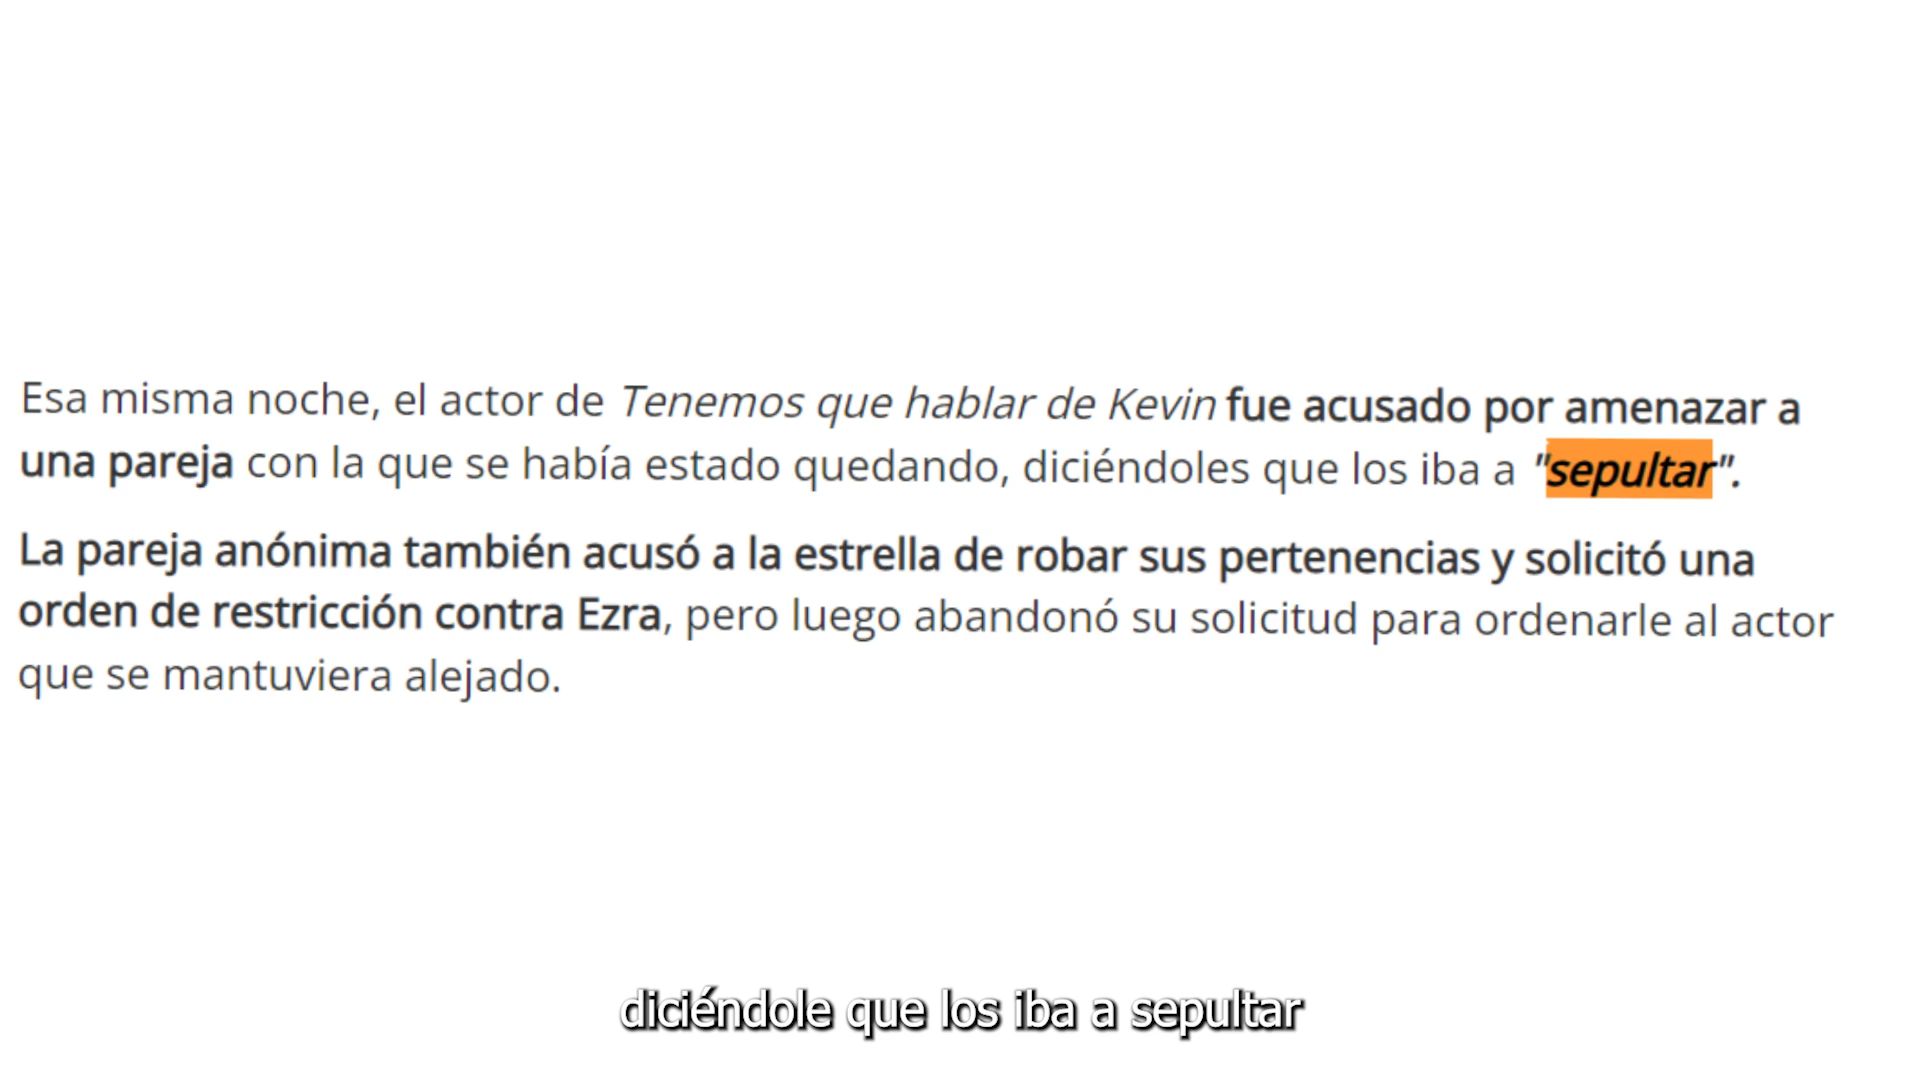 Esa misma noche, el actor de Tenemos que hablar de Kevin fue acusado por amenazar a
una pareja con la que se había estado quedando, diciéndoles que los iba a "sepultar".
La pareja anónima también acusó a la estrella de robar sus pertenencias y solicitó una
orden de restricción contra Ezra, pero luego abandonó su solicitud para ordenarle al actor
que se mantuviera alejado.
diciéndole que los iba a sepultar